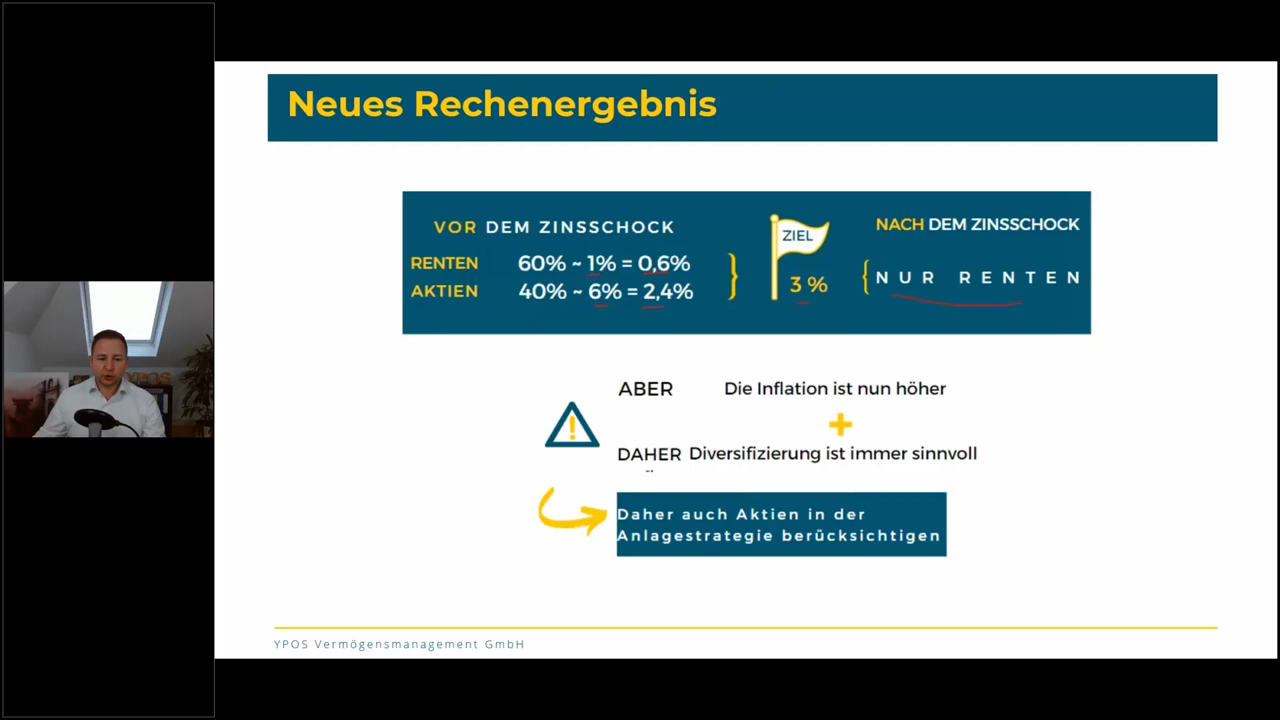 Neues Rechenergebnis
VOR DEM ZINSSCHOCK
RENTEN 60% ~ 1% = 0,6%
AKTIEN 40% ~ 6% = 2,4%
ZIEL
3 %
NACH DEM ZINSSCHOCK
NUR RENTEN
ABER Die Inflation ist nun höher
DAHER Diversifizierung ist immer sinnvoll
Daher auch Aktien in der
Anlagestrategie berücksichtigen
YPOS Vermögensmanagement GmbH
YPOS